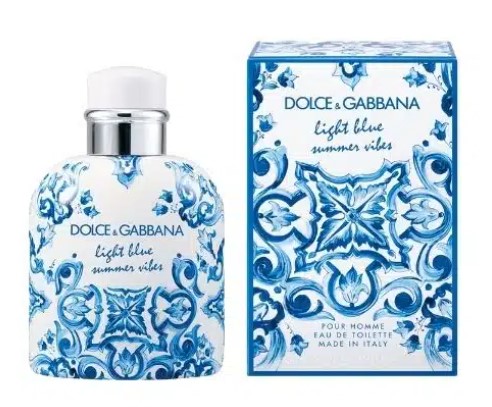 DOLCE & GABBANA
light blue
summer vibes
DOLCE & GABBANA
light blue
summer vibes
POUR HOMME
EAU DE TOILETTE
MADE IN ITALY